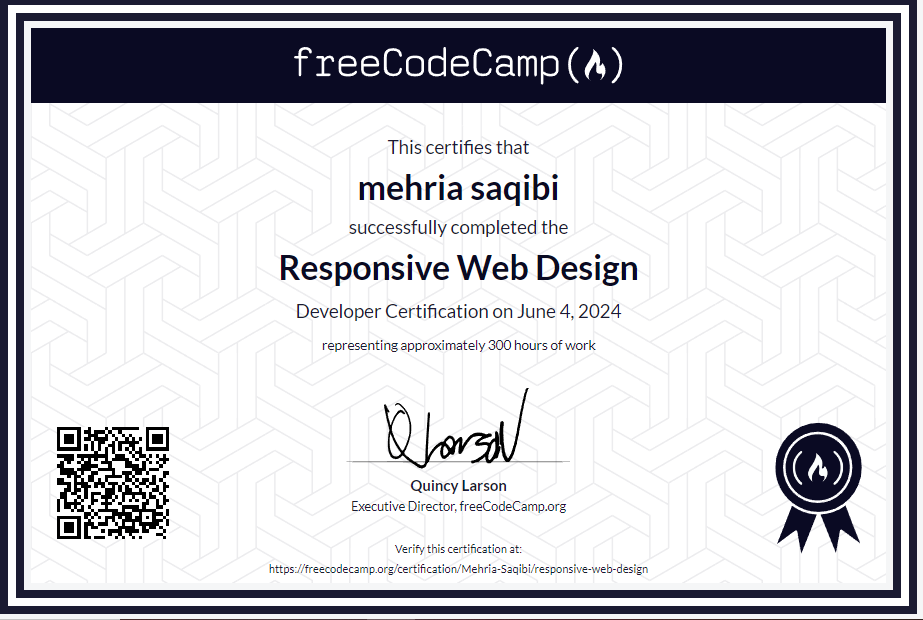 freeCodeCamp
This certifies that
mehria saqibi
successfully completed the
Responsive Web Design
Developer Certification on June 4, 2024
representing approximately 300 hours of work
QLarson
Quincy Larson
Executive Director, freeCodeCamp.org
Verify this certification at:
https://freecodecamp.org/certification/Mehria-Saqibi/responsive-web-design